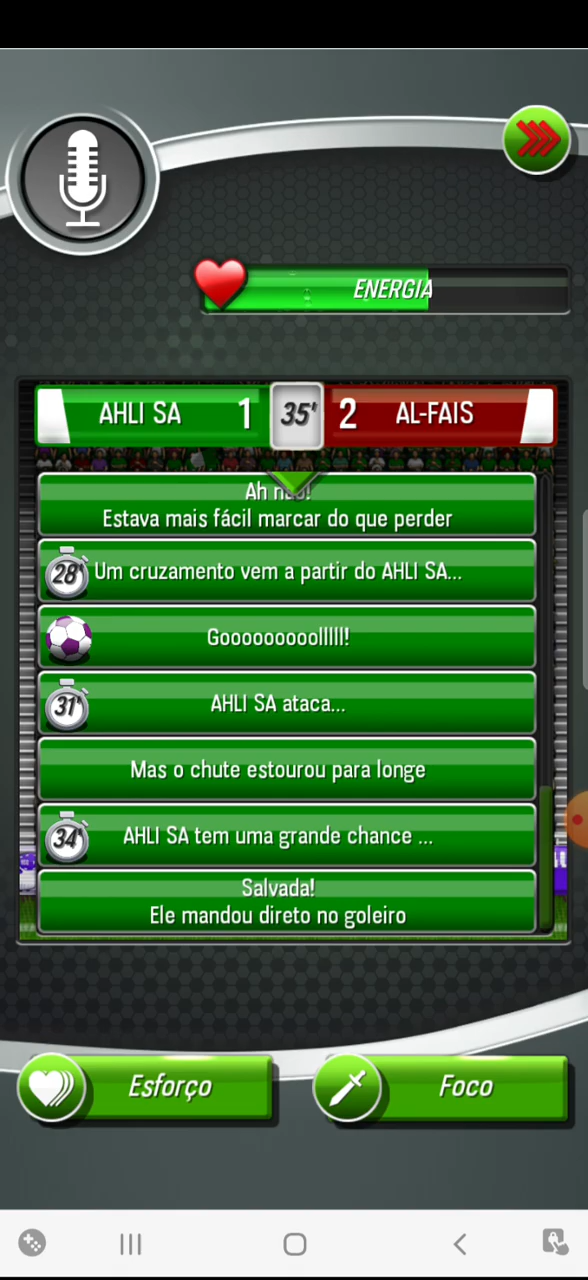 ENERGIA
AHLI SA 1 35' 2 AL-FAIS
Ah não!
Estava mais fácil marcar do que perder
28' Um cruzamento vem a partir do AHLI SA...
Gooooooooolllll!
31' AHLI SA ataca...
Mas o chute estourou para longe
34' AHLI SA tem uma grande chance ...
Salvada!
Ele mandou direto no goleiro
Esforço
Foco